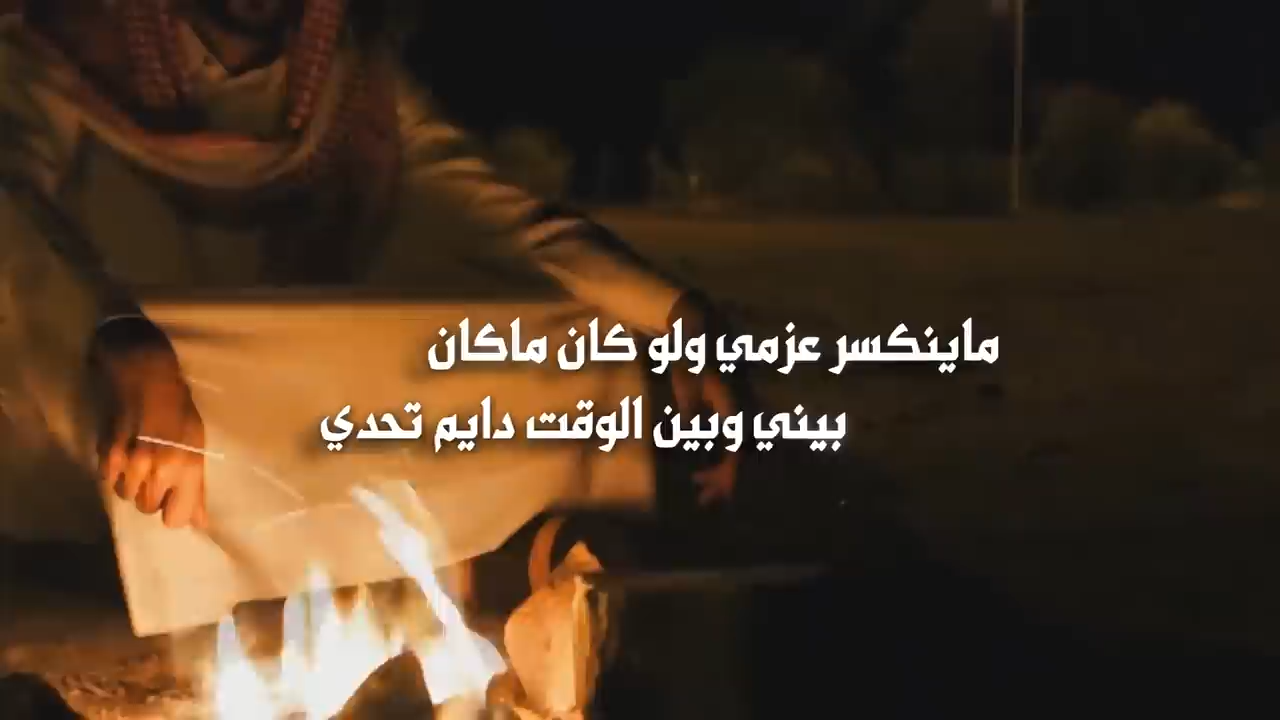 ماينكسر عزمي ولو كان ماكان
بيني وبين الوقت دايم تحدي